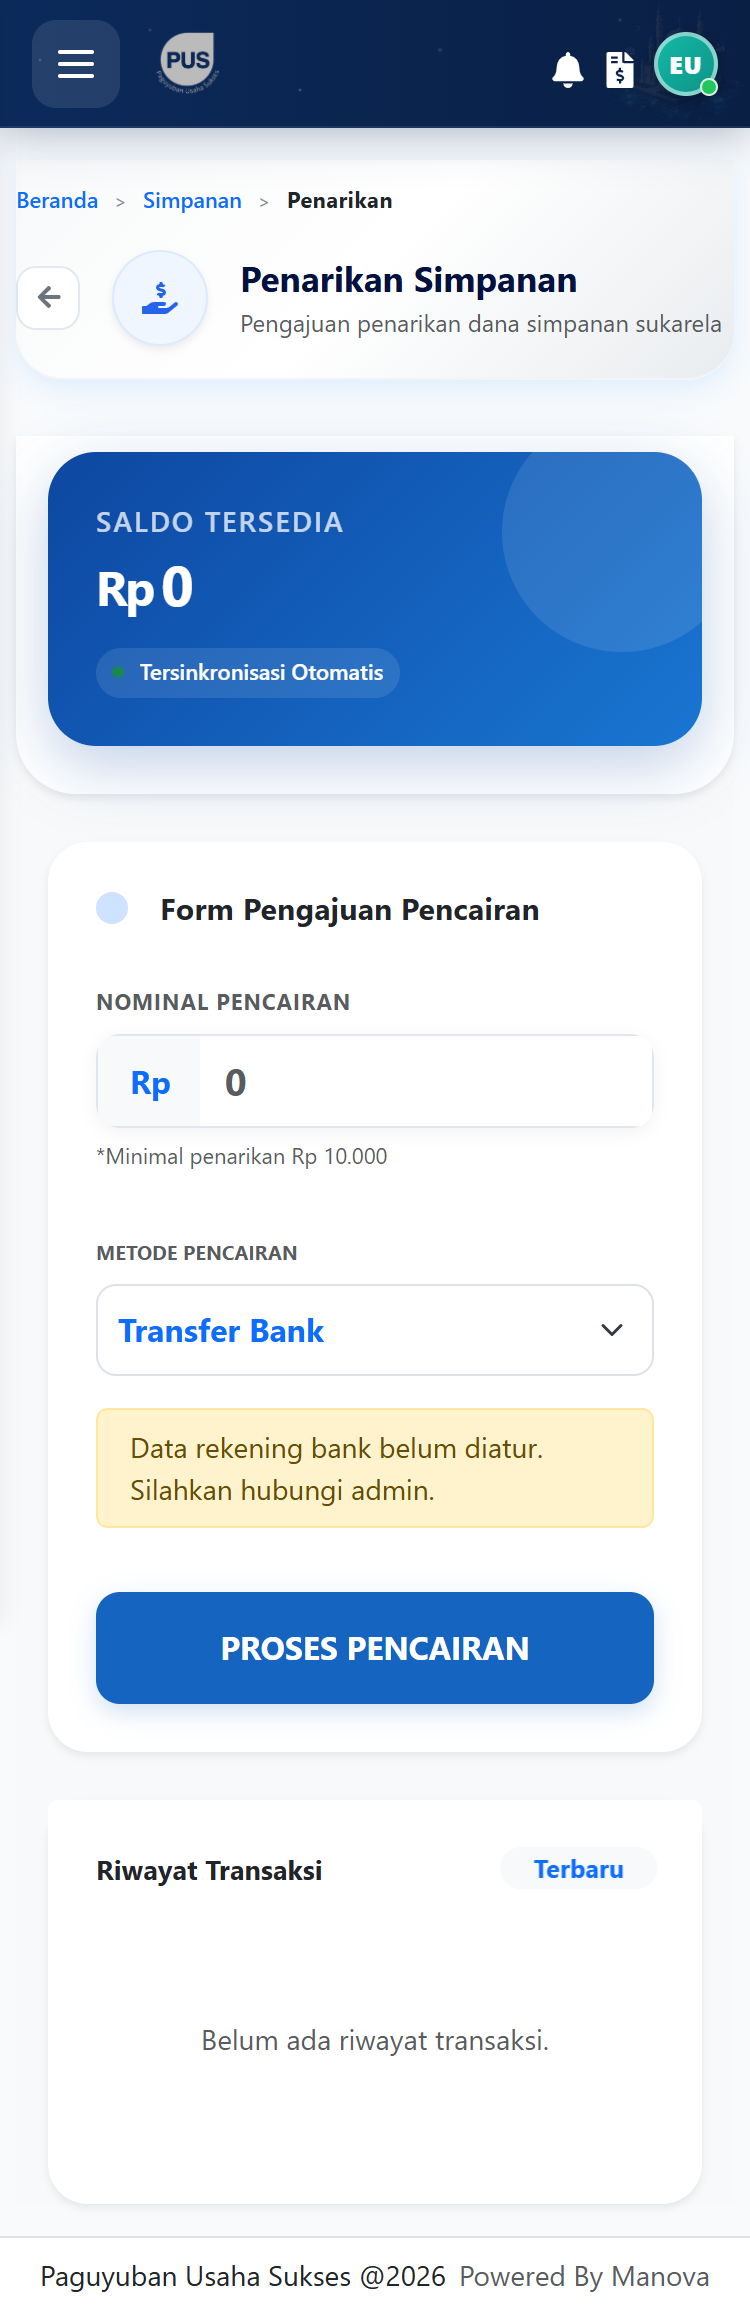 PUS
Paguyuban Usaha Sukses
EU
Beranda > Simpanan > Penarikan
Penarikan Simpanan
Pengajuan penarikan dana simpanan sukarela
SALDO TERSEDIA
Rp 0
Tersinkronisasi Otomatis
Form Pengajuan Pencairan
NOMINAL PENCAIRAN
Rp 0
*Minimal penarikan Rp 10.000
METODE PENCAIRAN
Transfer Bank
Data rekening bank belum diatur.
Silahkan hubungi admin.
PROSES PENCAIRAN
Riwayat Transaksi Terbaru
Belum ada riwayat transaksi.
Paguyuban Usaha Sukses @2026 Powered By Manova